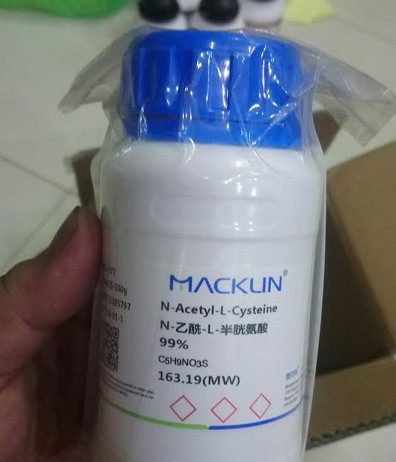 MACKLIN®
N-Acetyl-L-Cysteine
N-乙酰-L-半胱氨酸
99%
C5H9NO3S
163.19(MW)